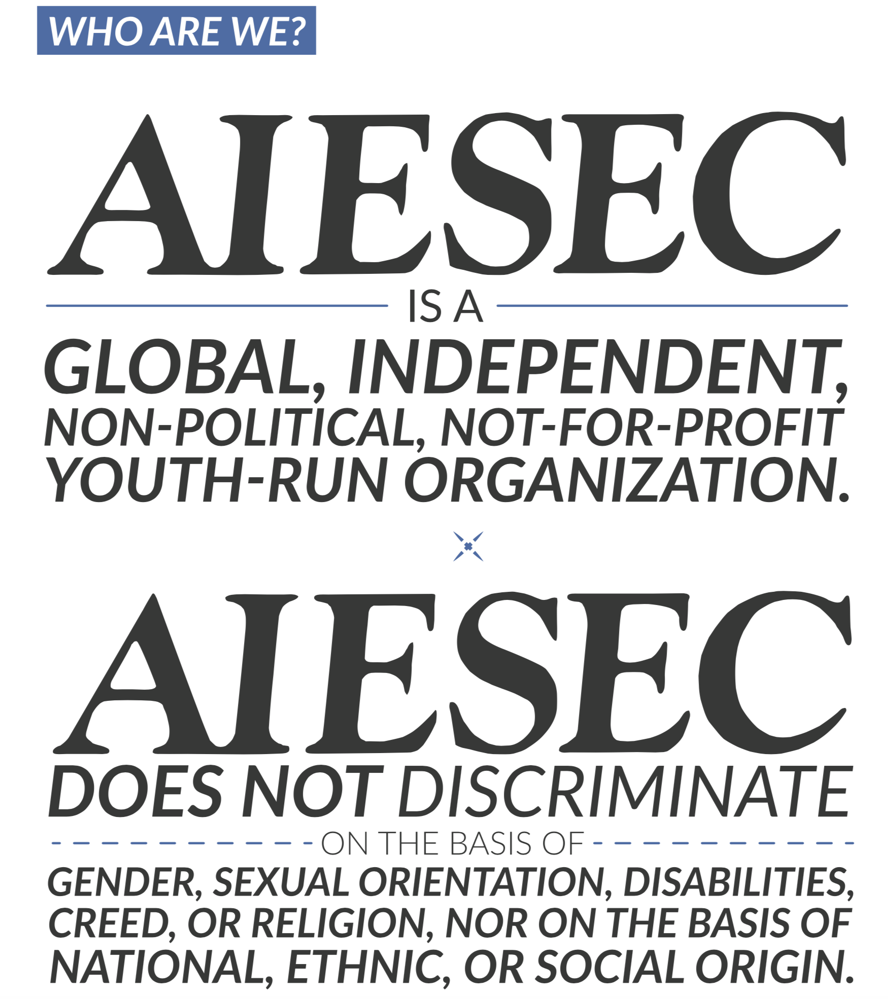 WHO ARE WE?
AIESEC
IS A
GLOBAL, INDEPENDENT,
NON-POLITICAL, NOT-FOR-PROFIT
YOUTH-RUN ORGANIZATION.
AIESEC
DOES NOT DISCRIMINATE
ON THE BASIS OF
GENDER, SEXUAL ORIENTATION, DISABILITIES,
CREED, OR RELIGION, NOR ON THE BASIS OF
NATIONAL, ETHNIC, OR SOCIAL ORIGIN.